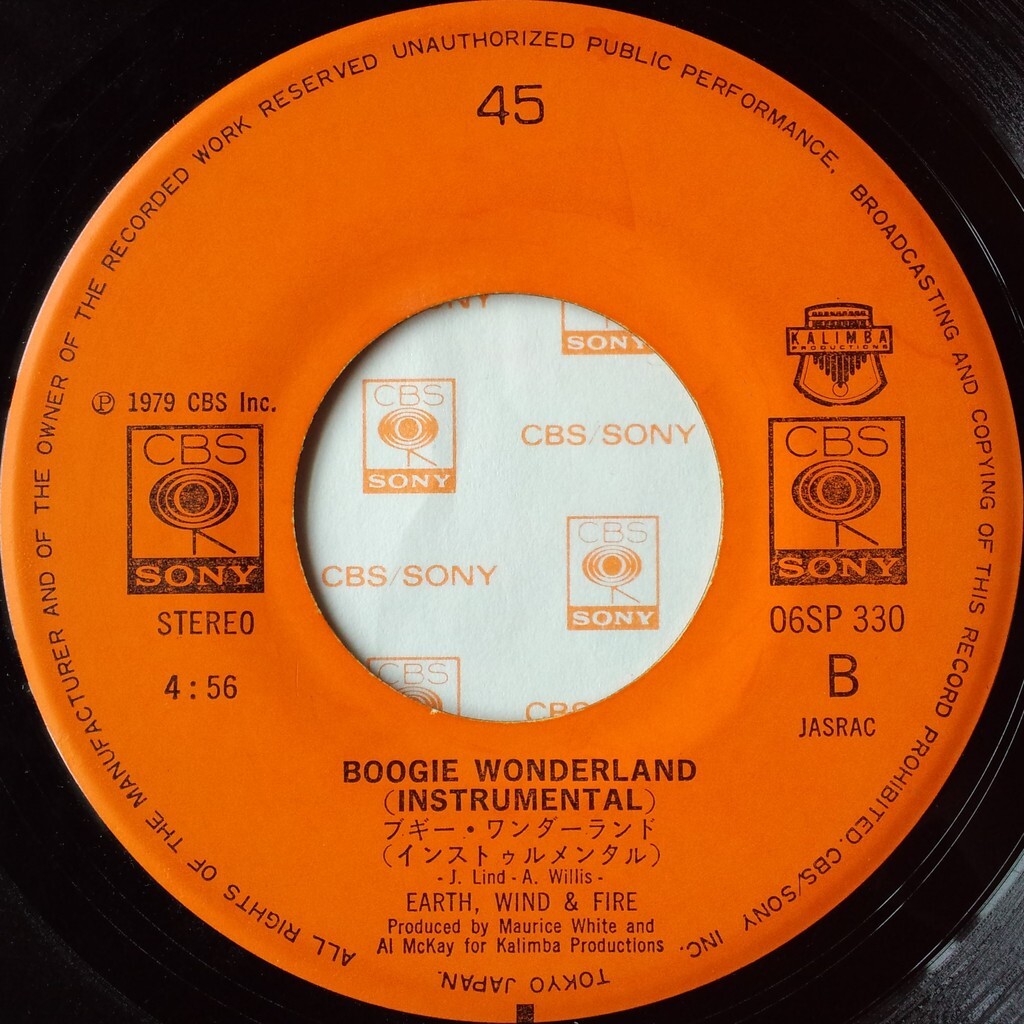 ALL RIGHTS OF THE MANUFACTURER AND OF THE OWNER OF THE RECORDED WORK RESERVED UNAUTHORIZED PUBLIC PERFORMANCE, BROADCASTING AND COPYING OF THIS RECORD PROHIBITED. CBS/SONY INC. TOKYO JAPAN.
45
KALIMBA
PRODUCTIONS
℗ 1979 CBS Inc.
CBS
SONY
STEREO
4:56
CBS
SONY
06SP 330
B
JASRAC
NY
SONY
CBS
SONY
CBS/SONY
CBS/SONY
CBS
SONY
CBS
CBS
BOOGIE WONDERLAND
(INSTRUMENTAL)
ブギー・ワンダーランド
(インストゥルメンタル)
- J. Lind - A. Willis -
EARTH, WIND & FIRE
Produced by Maurice White and
Al McKay for Kalimba Productions